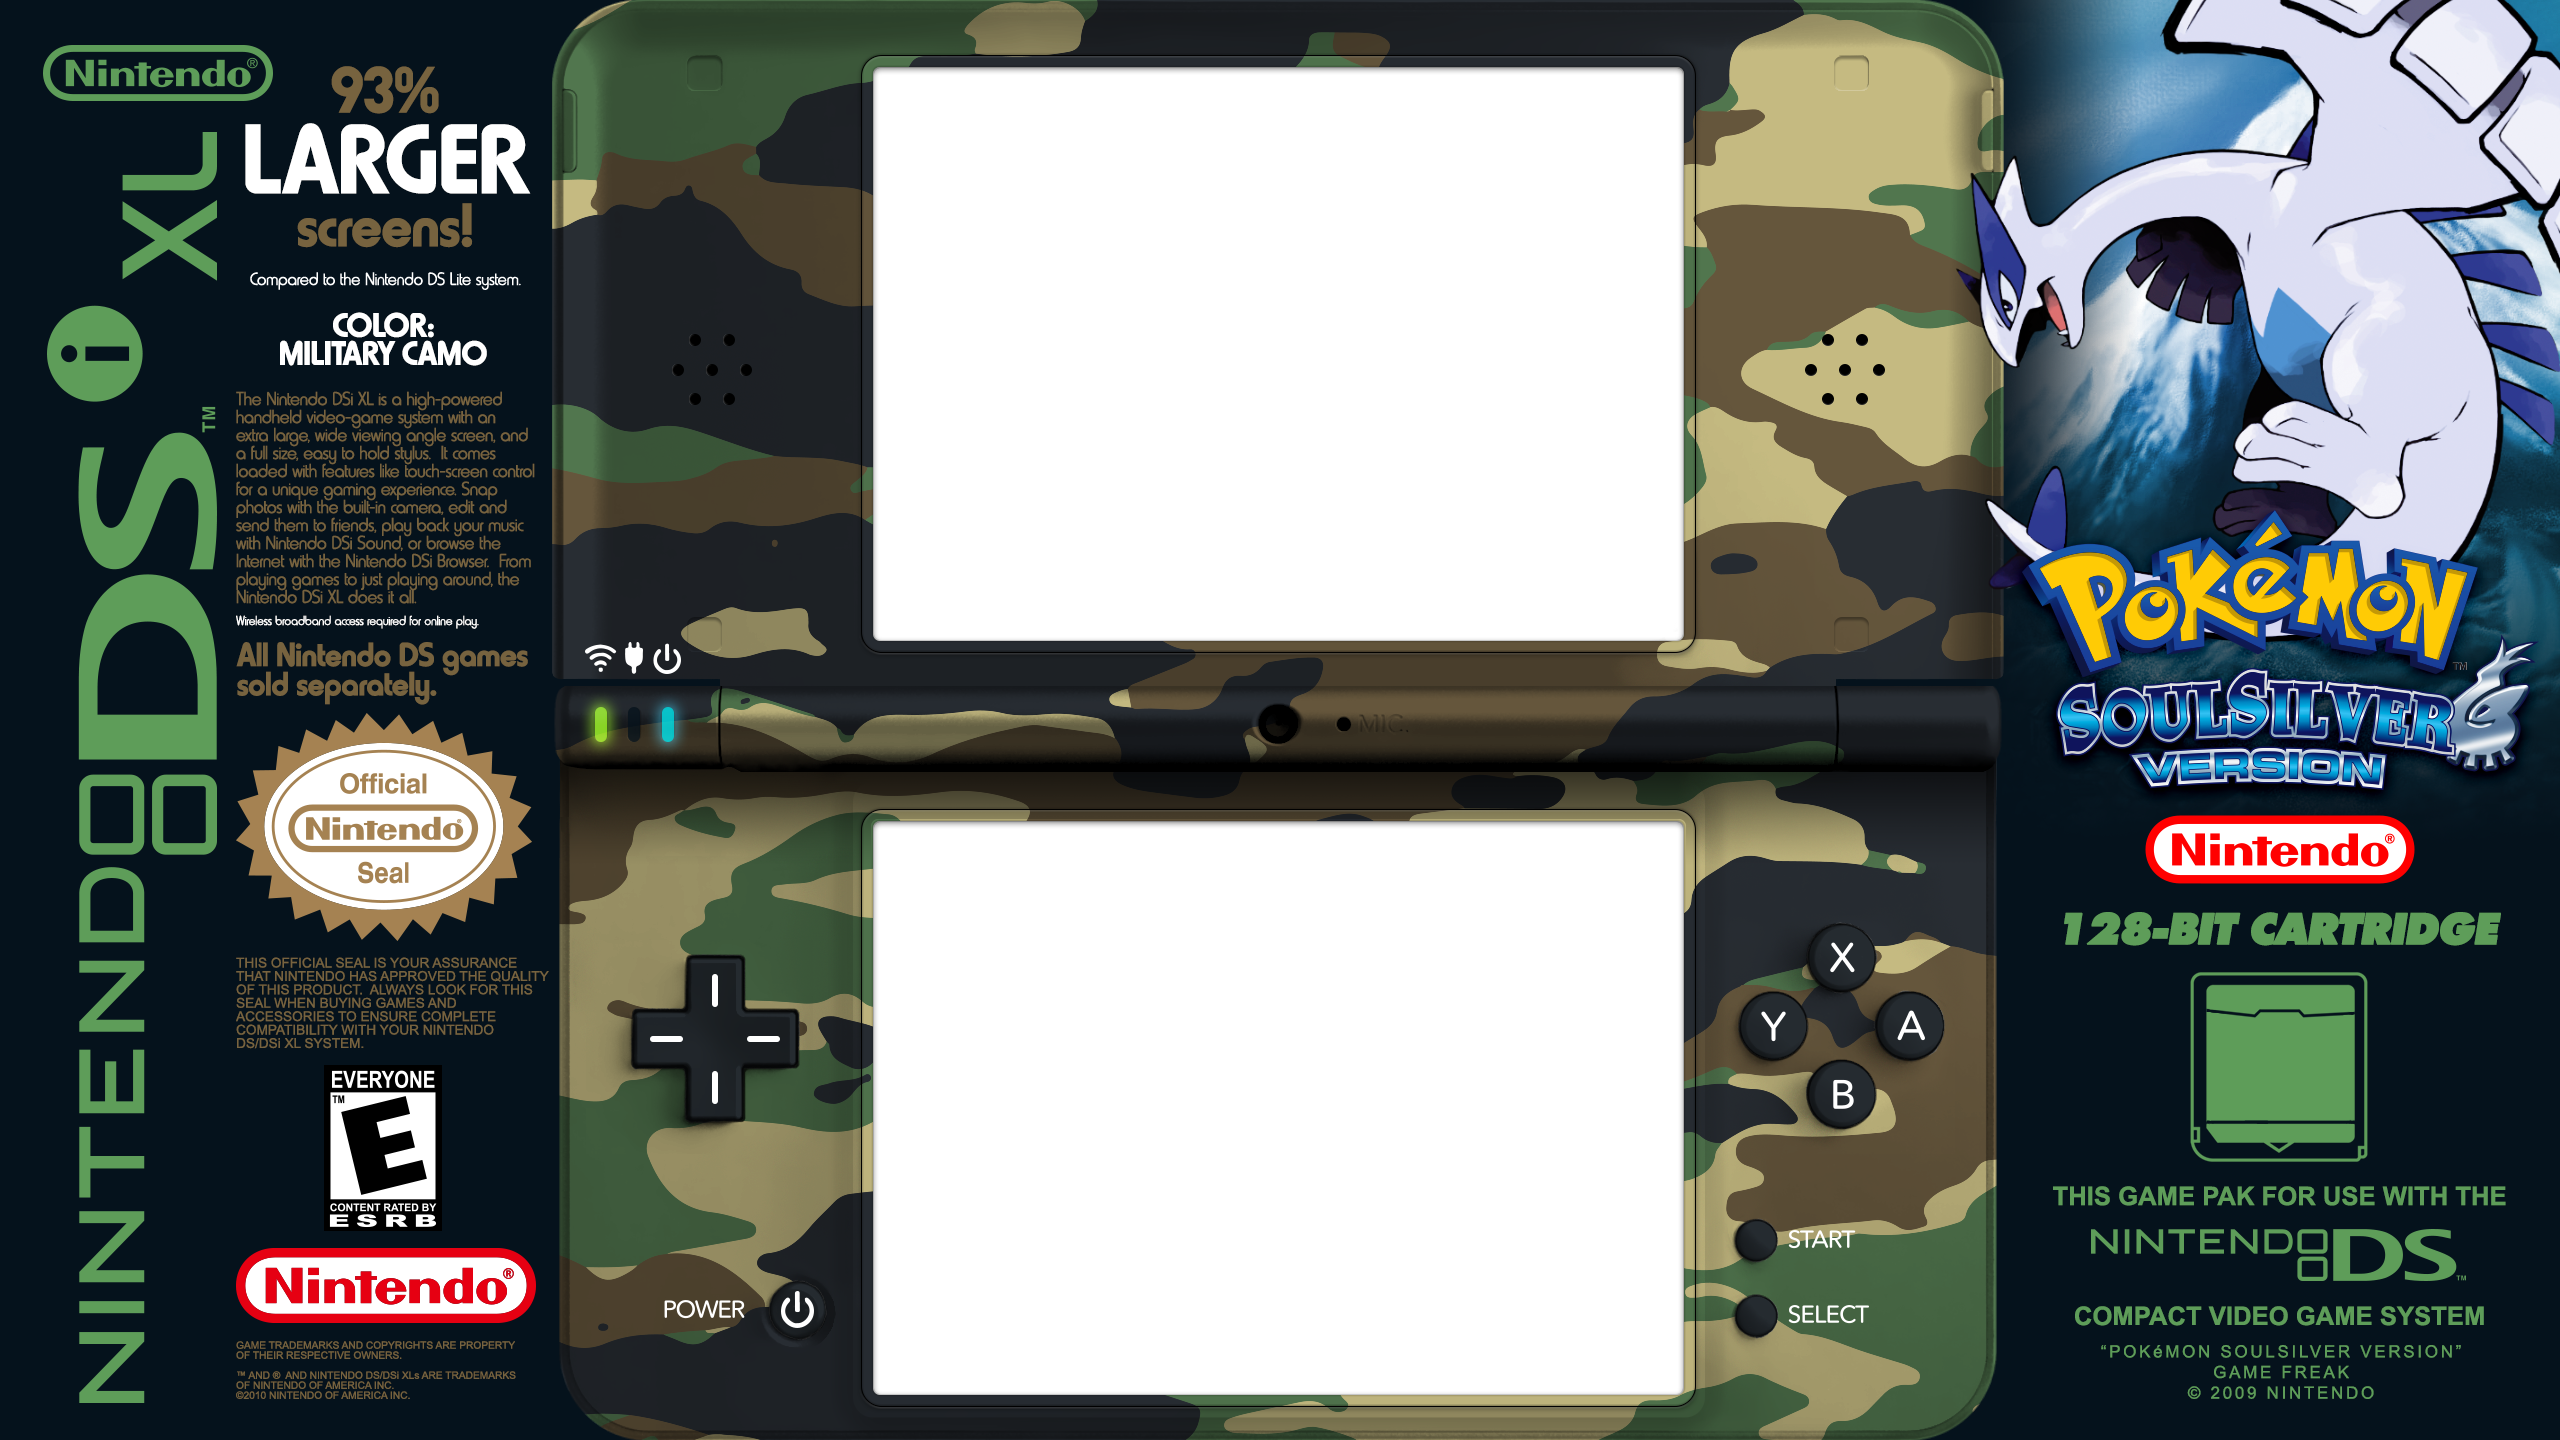 Nintendo®
NINTENDO DSi XL™
93%
LARGER
screens!
Compared to the Nintendo DS Lite system.
COLOR:
MILITARY CAMO
The Nintendo DSi XL is a high-powered
handheld video-game system with an
extra large, wide viewing angle screen, and
a full size, easy to hold stylus. It comes
loaded with features like touch-screen control
for a unique gaming experience. Snap
photos with the built-in camera, edit and
send them to friends, play back your music
with Nintendo DSi Sound, or browse the
Internet with the Nintendo DSi Browser. From
playing games to just playing around, the
Nintendo DSi XL does it all.
Wireless broadband access required for online play.
All Nintendo DS games
sold separately.
Official
Nintendo®
Seal
THIS OFFICIAL SEAL IS YOUR ASSURANCE
THAT NINTENDO HAS APPROVED THE QUALITY
OF THIS PRODUCT. ALWAYS LOOK FOR THIS
SEAL WHEN BUYING GAMES AND
ACCESSORIES TO ENSURE COMPLETE
COMPATIBILITY WITH YOUR NINTENDO
DS/DSi XL SYSTEM.
EVERYONE
™
E
CONTENT RATED BY
ESRB
Nintendo®
GAME TRADEMARKS AND COPYRIGHTS ARE PROPERTY
OF THEIR RESPECTIVE OWNERS.
™ AND ® AND NINTENDO DS/DSi XLs ARE TRADEMARKS
OF NINTENDO OF AMERICA INC.
©2010 NINTENDO OF AMERICA INC.
MIC.
X
Y
A
B
START
SELECT
POWER
POKéMON™
SOULSILVER
VERSION
Nintendo®
128-BIT CARTRIDGE
THIS GAME PAK FOR USE WITH THE
NINTENDO DS™
COMPACT VIDEO GAME SYSTEM
“POKéMON SOULSILVER VERSION”
GAME FREAK
© 2009 NINTENDO